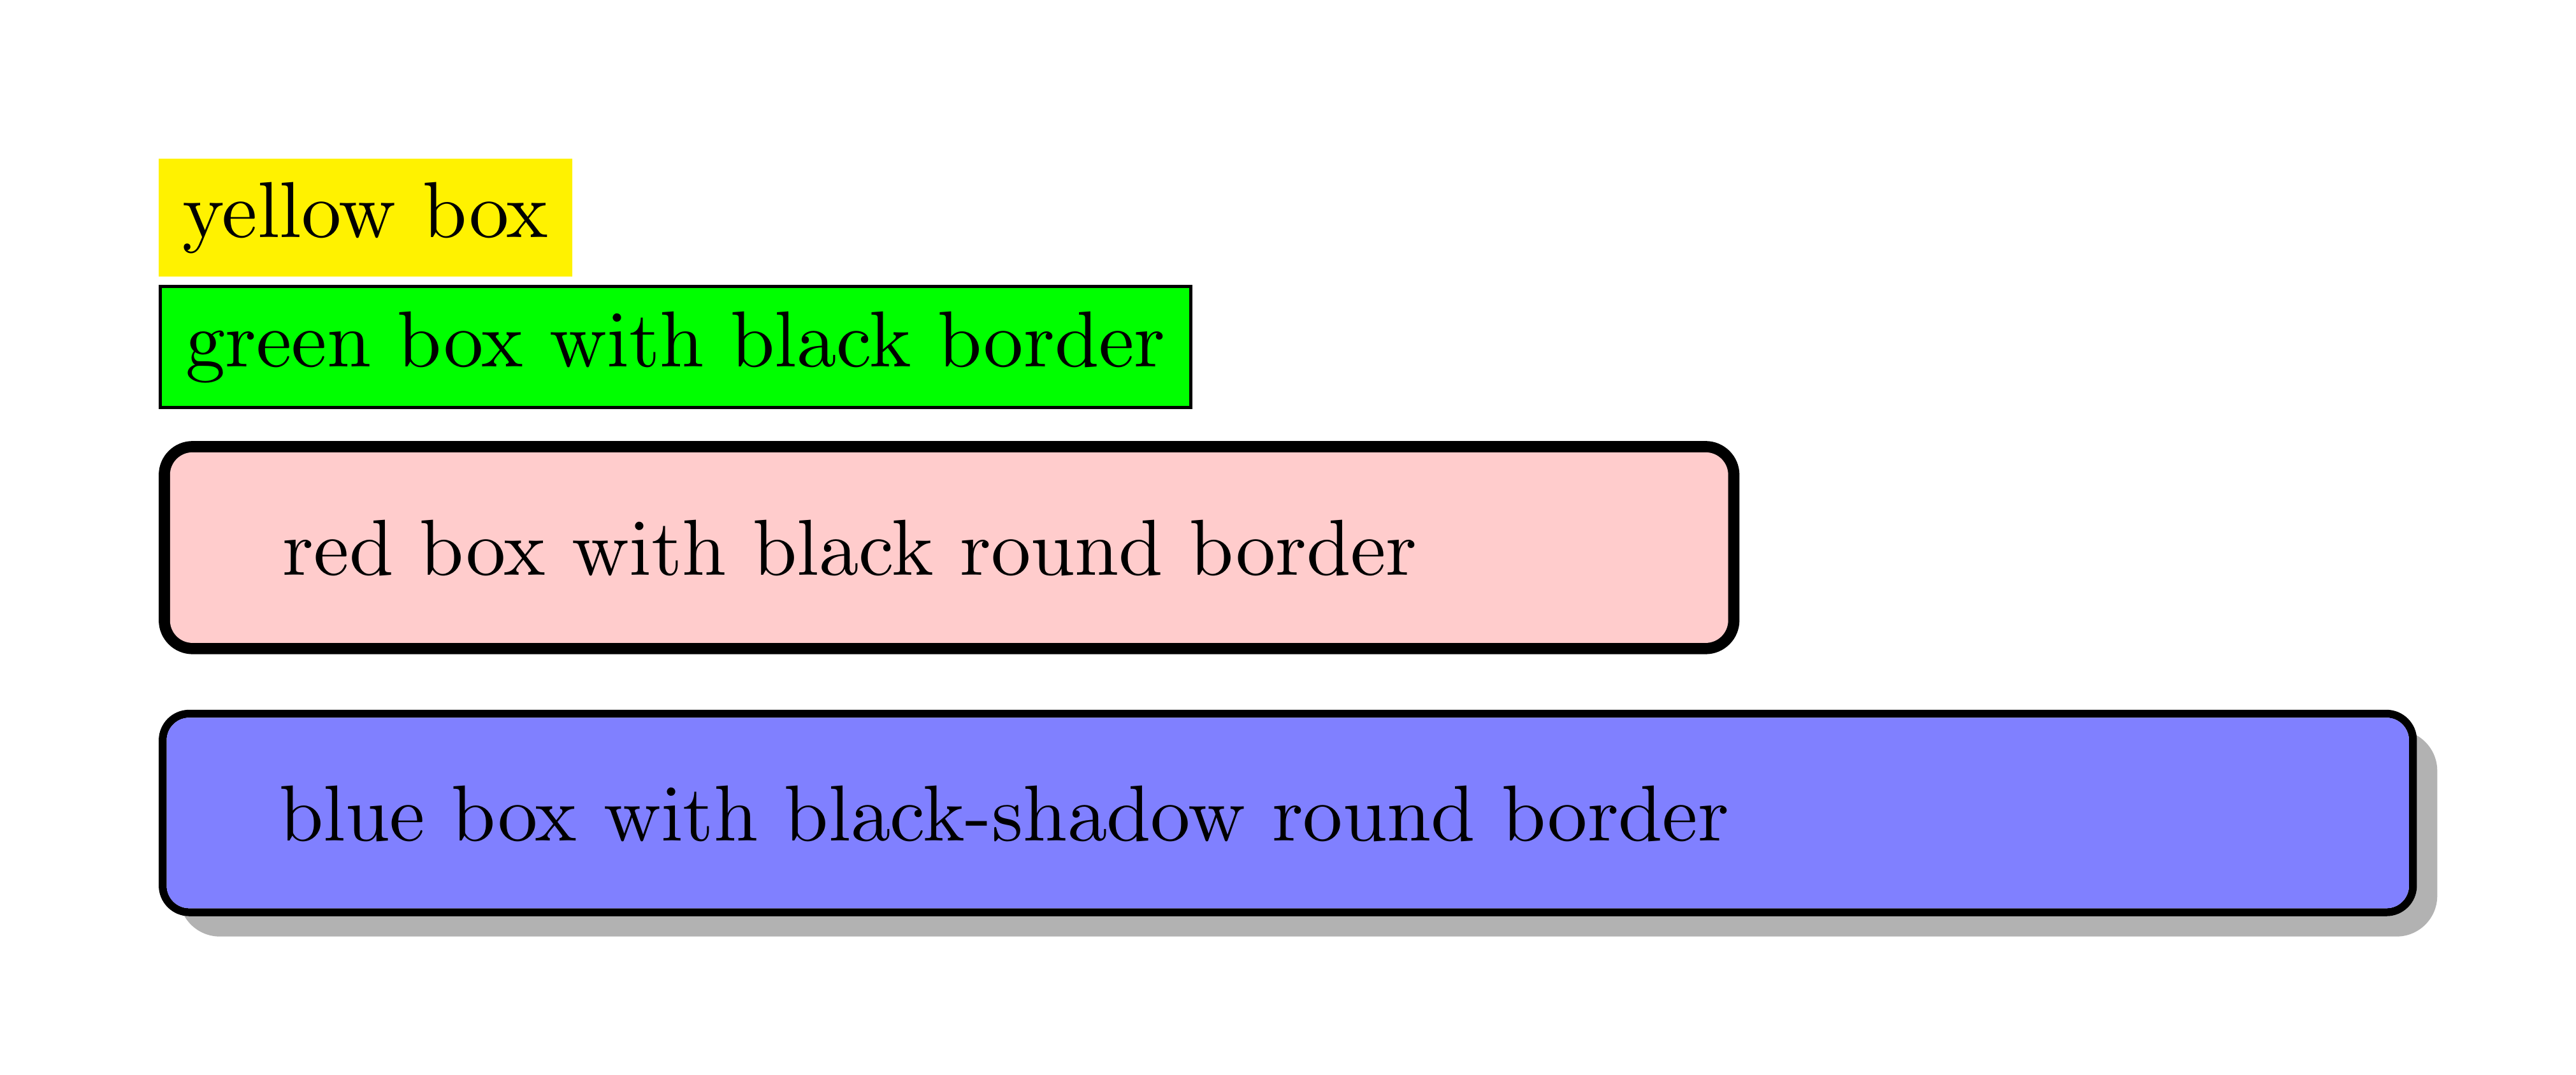 yellow box
green box with black border
red box with black round border
blue box with black-shadow round border